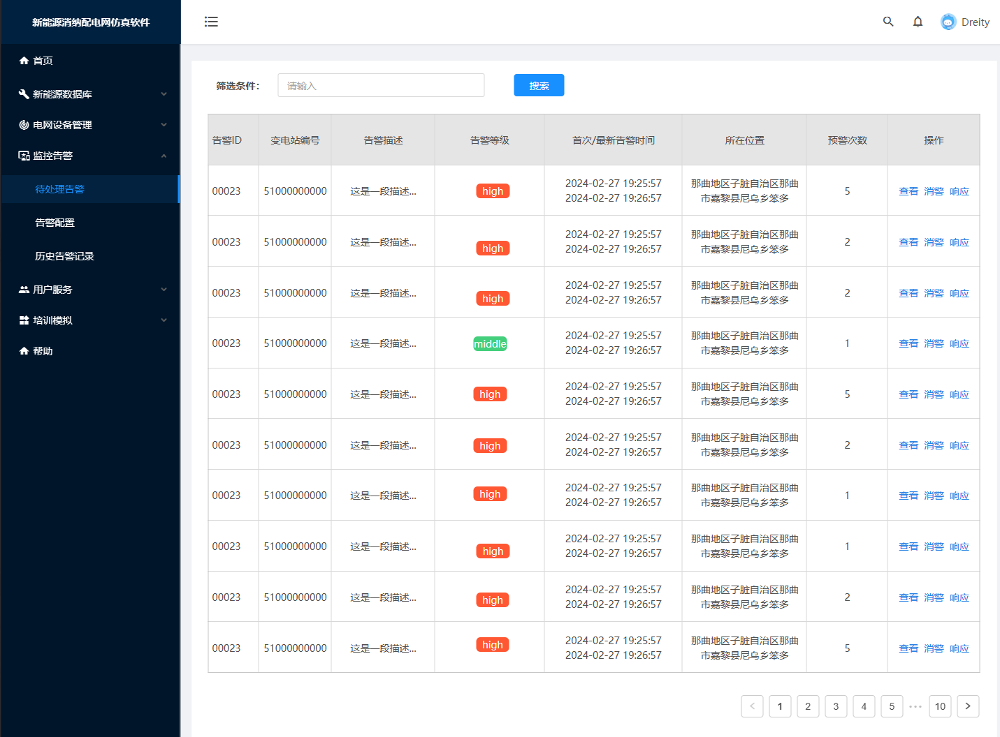 新能源消纳配电网仿真软件
Dreity
首页
新能源数据库
电网设备管理
监控告警
待处理告警
告警配置
历史告警记录
用户服务
培训模拟
帮助
筛选条件： 请输入 搜索
告警ID 变电站编号 告警描述 告警等级 首次/最新告警时间 所在位置 预警次数 操作
00023 51000000000 这是一段描述... high 2024-02-27 19:25:57 那曲地区子脏自治区那曲 5 查看 消警 响应
2024-02-27 19:26:57 市嘉黎县尼乌乡笨多
00023 51000000000 这是一段描述... high 2024-02-27 19:25:57 那曲地区子脏自治区那曲 2 查看 消警 响应
2024-02-27 19:26:57 市嘉黎县尼乌乡笨多
00023 51000000000 这是一段描述... high 2024-02-27 19:25:57 那曲地区子脏自治区那曲 2 查看 消警 响应
2024-02-27 19:26:57 市嘉黎县尼乌乡笨多
00023 51000000000 这是一段描述... middle 2024-02-27 19:25:57 那曲地区子脏自治区那曲 1 查看 消警 响应
2024-02-27 19:26:57 市嘉黎县尼乌乡笨多
00023 51000000000 这是一段描述... high 2024-02-27 19:25:57 那曲地区子脏自治区那曲 5 查看 消警 响应
2024-02-27 19:26:57 市嘉黎县尼乌乡笨多
00023 51000000000 这是一段描述... high 2024-02-27 19:25:57 那曲地区子脏自治区那曲 2 查看 消警 响应
2024-02-27 19:26:57 市嘉黎县尼乌乡笨多
00023 51000000000 这是一段描述... high 2024-02-27 19:25:57 那曲地区子脏自治区那曲 1 查看 消警 响应
2024-02-27 19:26:57 市嘉黎县尼乌乡笨多
00023 51000000000 这是一段描述... high 2024-02-27 19:25:57 那曲地区子脏自治区那曲 1 查看 消警 响应
2024-02-27 19:26:57 市嘉黎县尼乌乡笨多
00023 51000000000 这是一段描述... high 2024-02-27 19:25:57 那曲地区子脏自治区那曲 2 查看 消警 响应
2024-02-27 19:26:57 市嘉黎县尼乌乡笨多
00023 51000000000 这是一段描述... high 2024-02-27 19:25:57 那曲地区子脏自治区那曲 5 查看 消警 响应
2024-02-27 19:26:57 市嘉黎县尼乌乡笨多
< 1 2 3 4 5 ••• 10 >